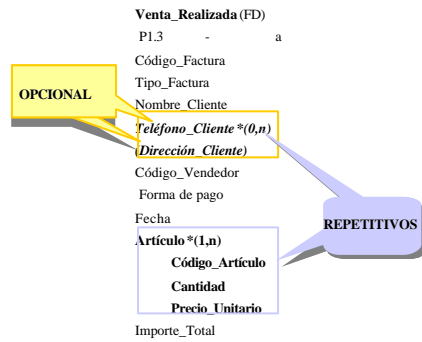 Venta_Realizada (FD)
P1.3 - a
Código_Factura
Tipo_Factura
OPCIONAL
Nombre_Cliente
Teléfono_Cliente *(0,n)
(Dirección_Cliente)
Código_Vendedor
Forma de pago
Fecha
REPETITIVOS
Artículo *(1,n)
Código_Artículo
Cantidad
Precio_Unitario
Importe_Total